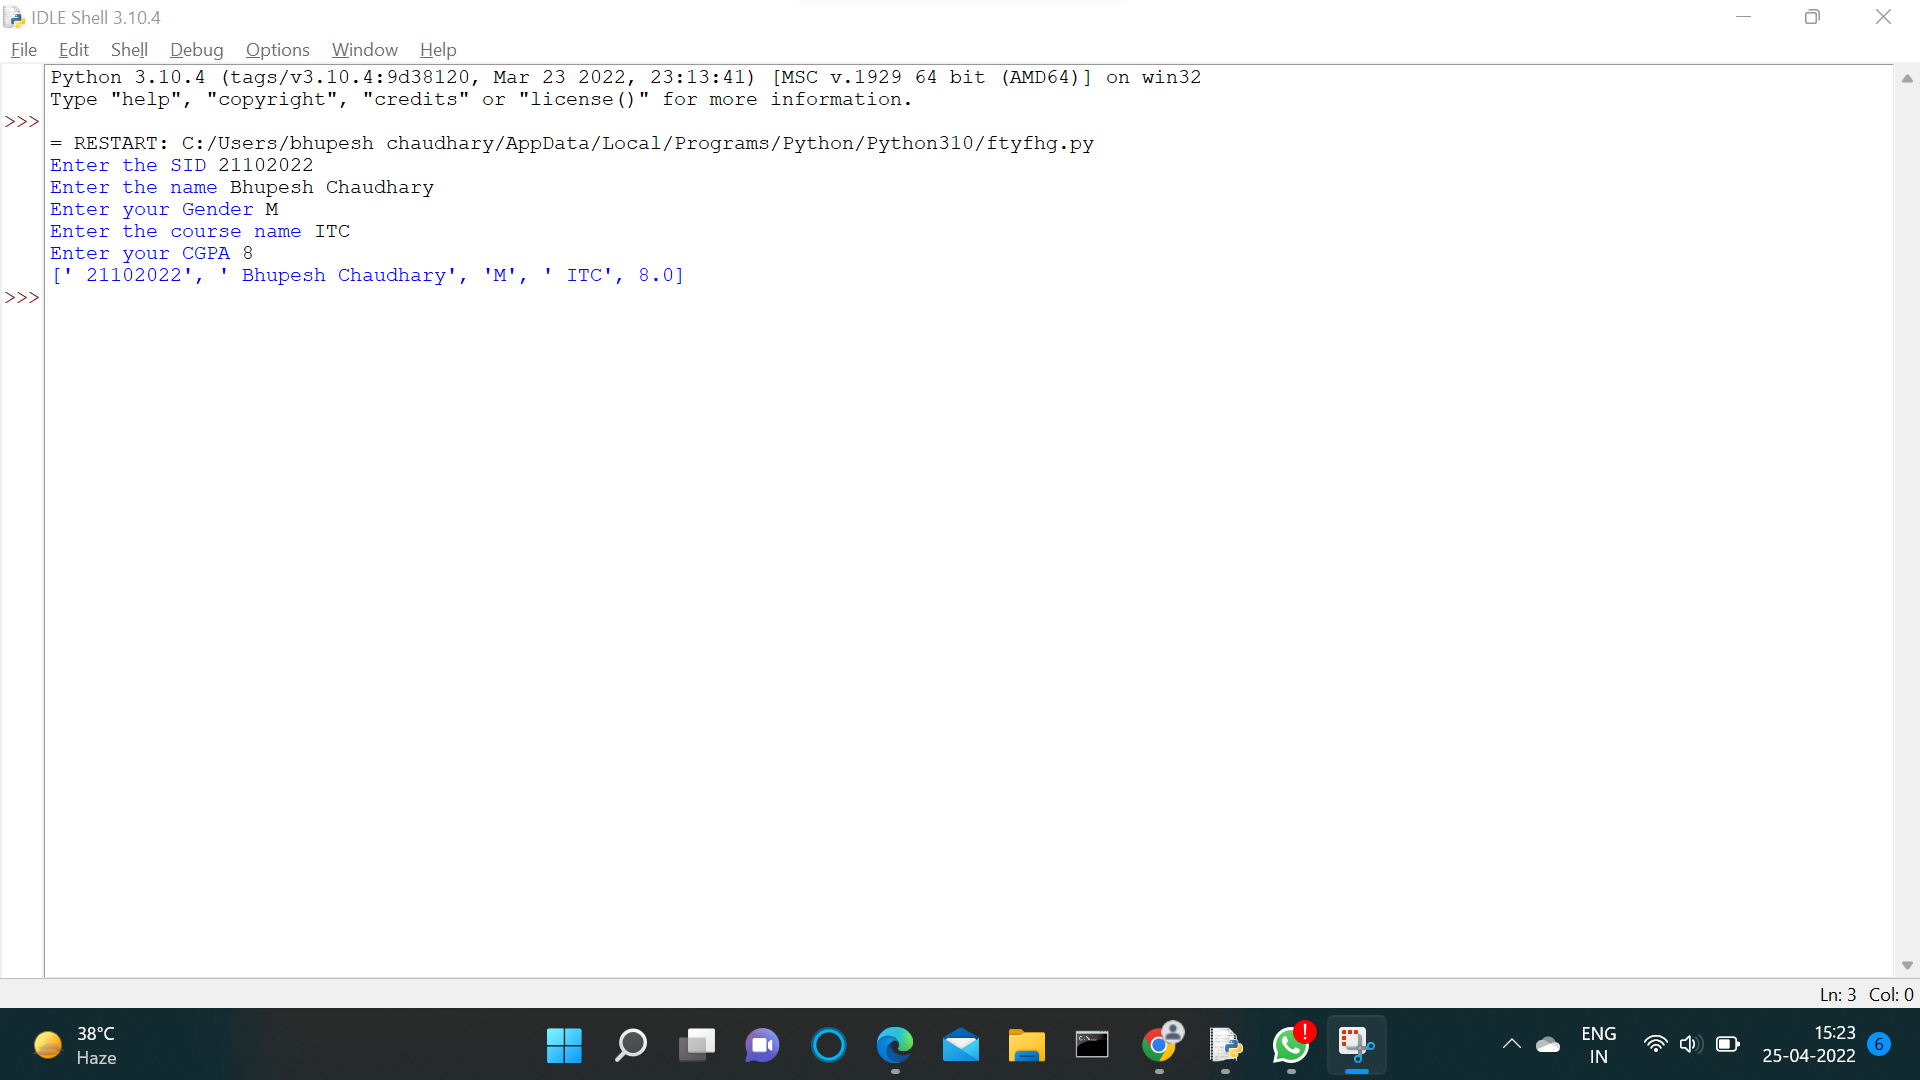 IDLE Shell 3.10.4
File Edit Shell Debug Options Window Help
Python 3.10.4 (tags/v3.10.4:9d38120, Mar 23 2022, 23:13:41) [MSC v.1929 64 bit (AMD64)] on win32
Type "help", "copyright", "credits" or "license()" for more information.
>>>
= RESTART: C:/Users/bhupesh chaudhary/AppData/Local/Programs/Python/Python310/ftyfhg.py
Enter the SID 21102022
Enter the name Bhupesh Chaudhary
Enter your Gender M
Enter the course name ITC
Enter your CGPA 8
[' 21102022', ' Bhupesh Chaudhary', 'M', ' ITC', 8.0]
>>>
Ln: 3 Col: 0
38°C
Haze
ENG
IN
15:23
25-04-2022
6